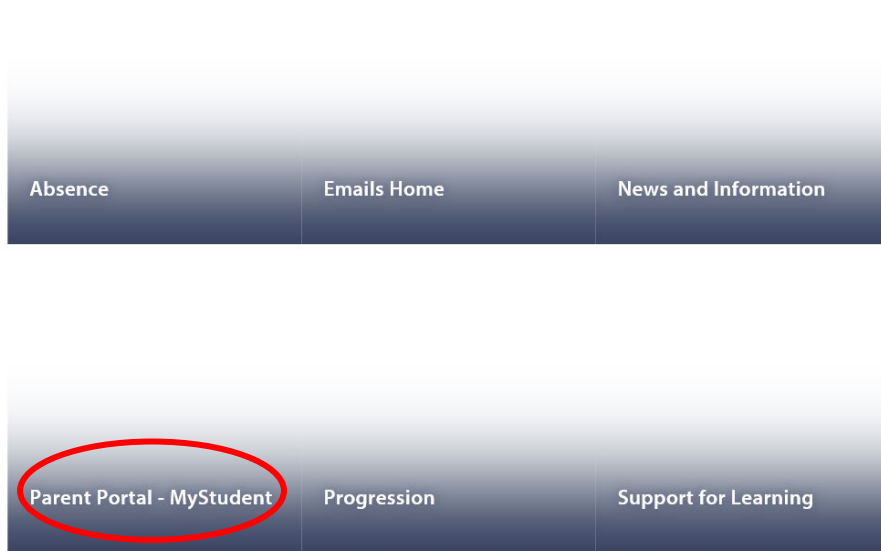 Absence
Emails Home
News and Information
Parent Portal - MyStudent
Progression
Support for Learning